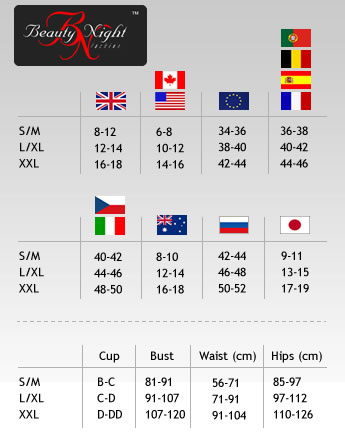 Beauty Night™
fashion
S/M 8-12 6-8 34-36 36-38
L/XL 12-14 10-12 38-40 40-42
XXL 16-18 14-16 42-44 44-46
S/M 40-42 8-10 42-44 9-11
L/XL 44-46 12-14 46-48 13-15
XXL 48-50 16-18 50-52 17-19
Cup Bust Waist (cm) Hips (cm)
S/M B-C 81-91 56-71 85-97
L/XL C-D 91-107 71-91 97-112
XXL D-DD 107-120 91-104 110-126